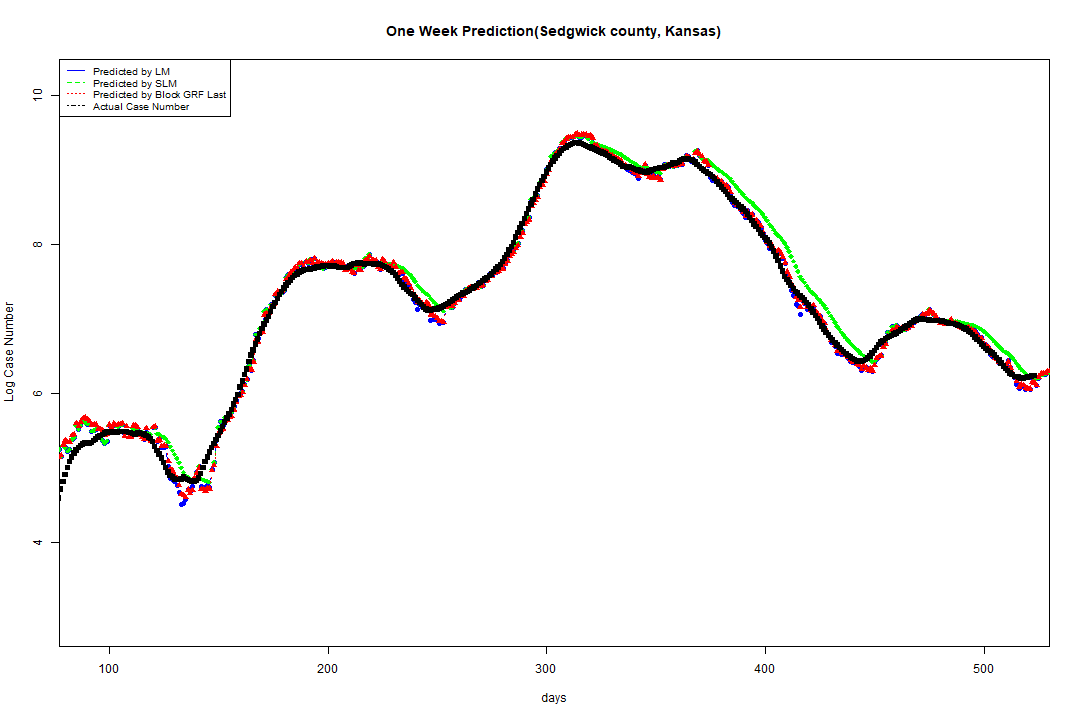 One Week Prediction(Sedgwick county, Kansas)
Predicted by LM
Predicted by SLM
Predicted by Block GRF Last
Actual Case Number
10
8
6
4
Log Case Number
100 200 300 400 500
days